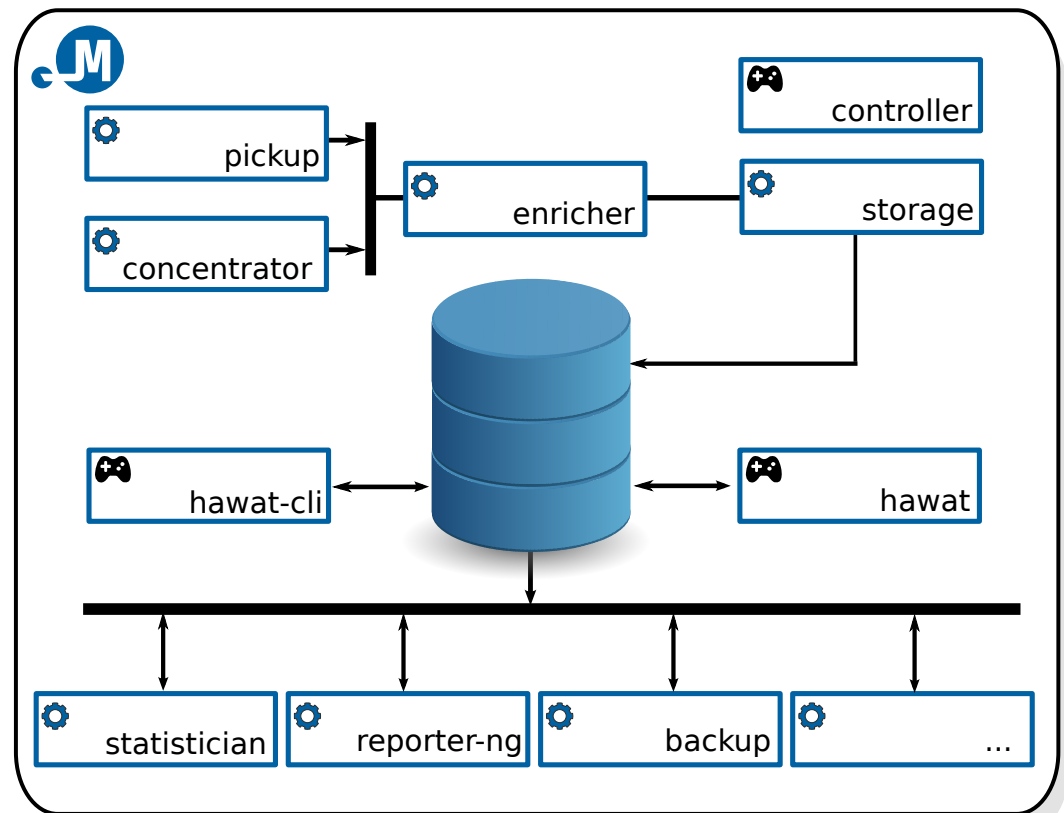 M
controller
pickup
enricher
storage
concentrator
hawat-cli
hawat
statistician
reporter-ng
backup
...